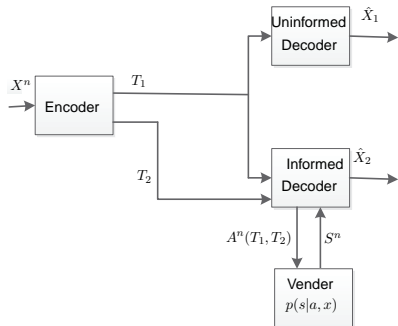 Uninformed
Decoder
X̂₁
Xⁿ
T₁
Encoder
T₂
Informed
Decoder
X̂₂
Aⁿ(T₁, T₂)
Sⁿ
Vender
p(s|a, x)